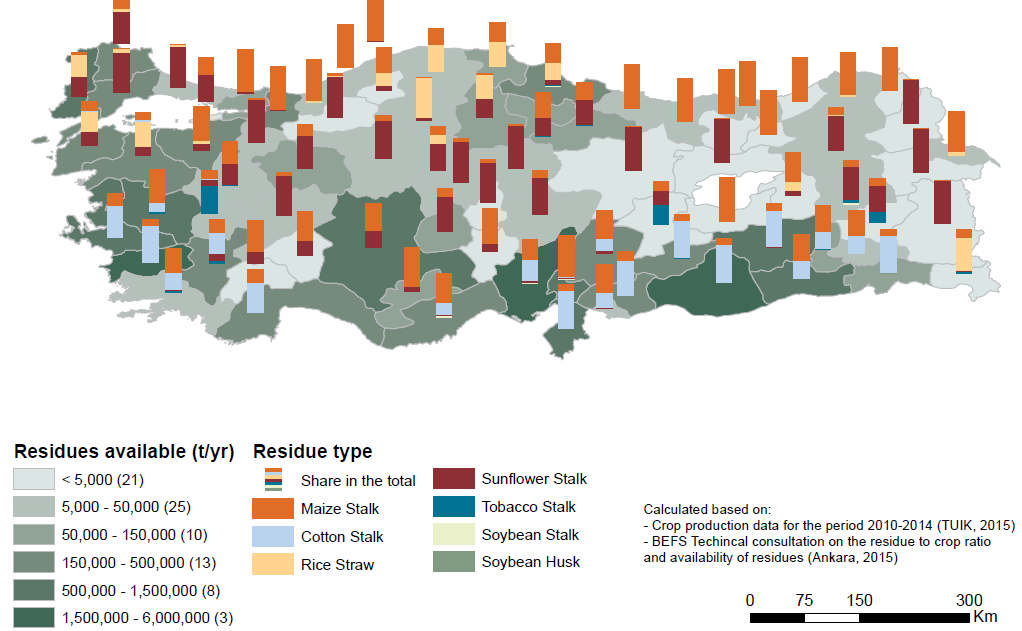 Residues available (t/yr)
< 5,000 (21)
5,000 - 50,000 (25)
50,000 - 150,000 (10)
150,000 - 500,000 (13)
500,000 - 1,500,000 (8)
1,500,000 - 6,000,000 (3)
Residue type
Share in the total
Maize Stalk
Cotton Stalk
Rice Straw
Sunflower Stalk
Tobacco Stalk
Soybean Stalk
Soybean Husk
Calculated based on:
- Crop production data for the period 2010-2014 (TUIK, 2015)
- BEFS Techincal consultation on the residue to crop ratio
and availability of residues (Ankara, 2015)
0 75 150 300
Km